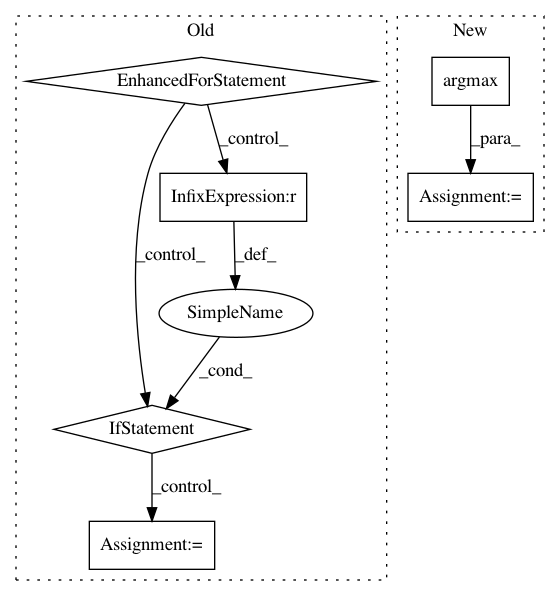 Old
New
EnhancedForStatement
argmax
_control_
_para_
InfixExpression:r
Assignment:=
_control_
_def_
SimpleName
_cond_
IfStatement
_control_
Assignment:=